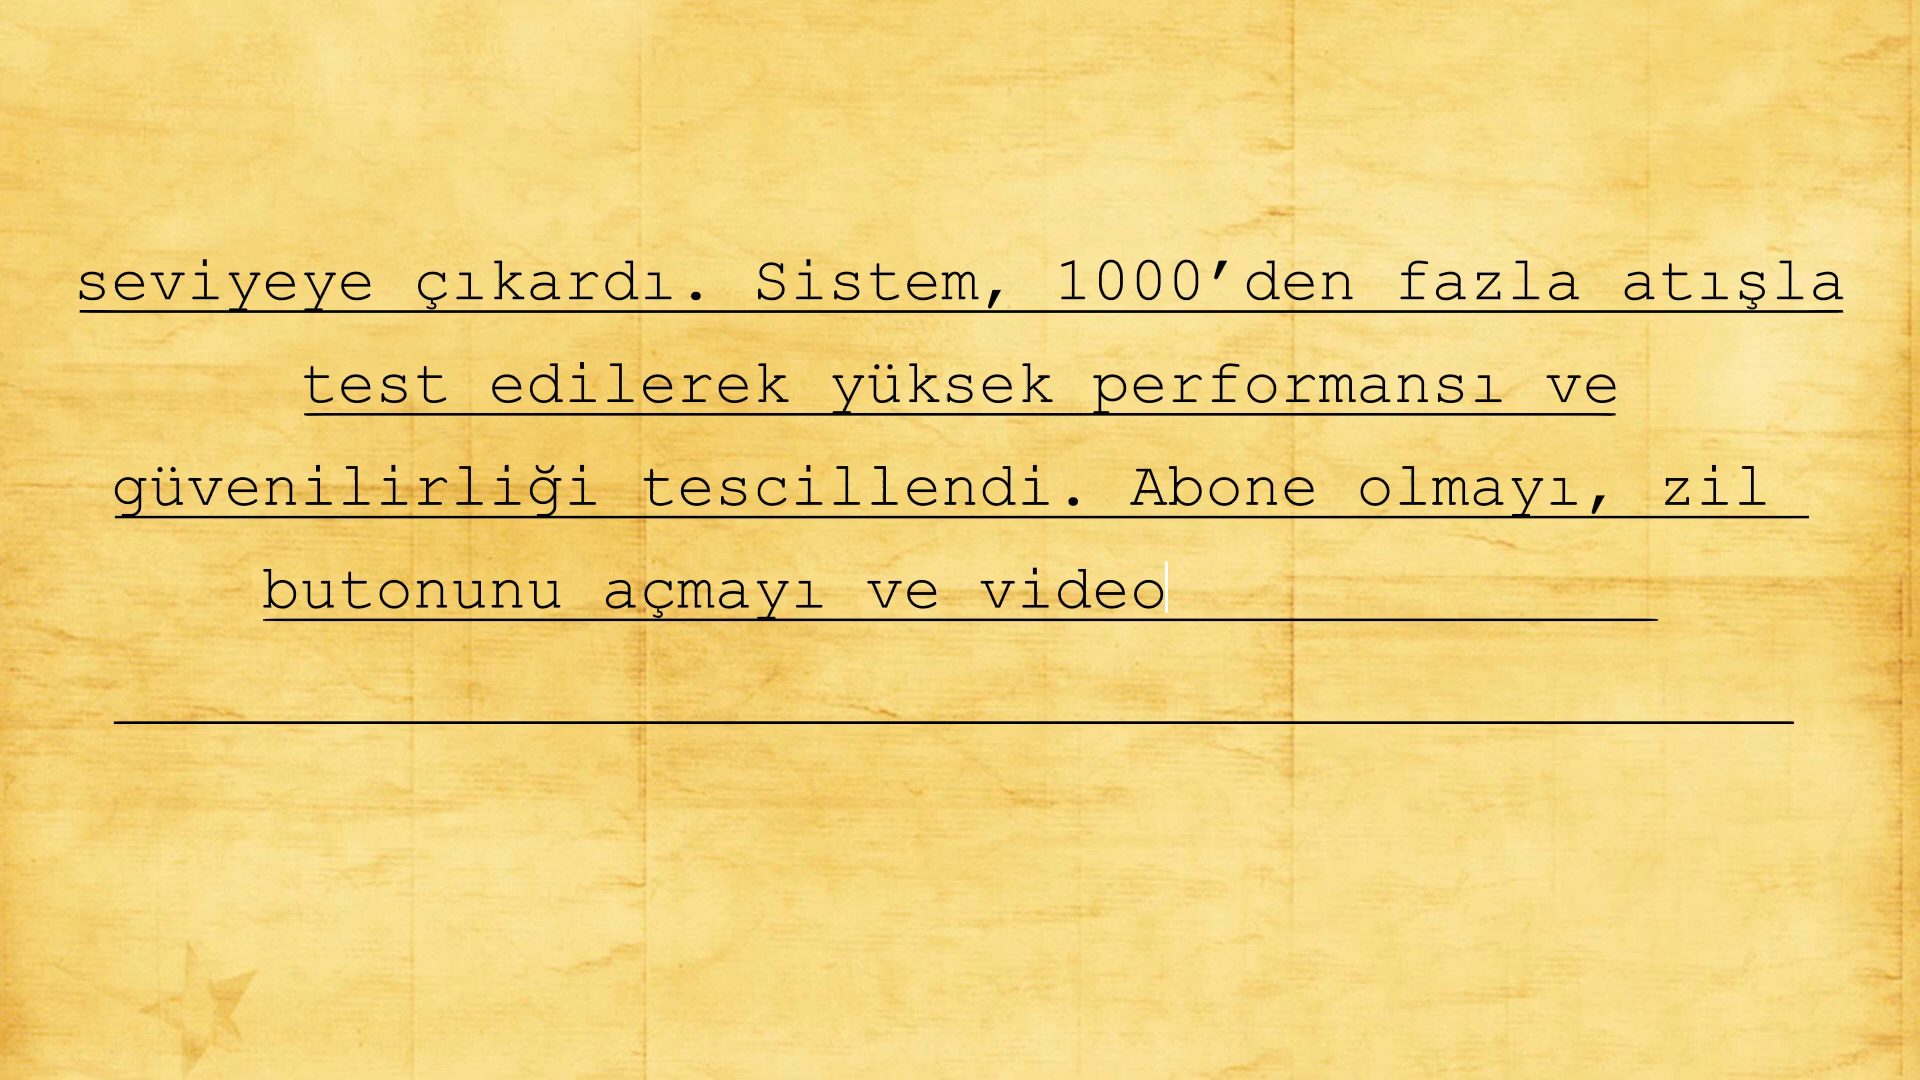 seviyeye çıkardı. Sistem, 1000’den fazla atışla
test edilerek yüksek performansı ve
güvenilirliği tescillendi. Abone olmayı, zil
butonunu açmayı ve video